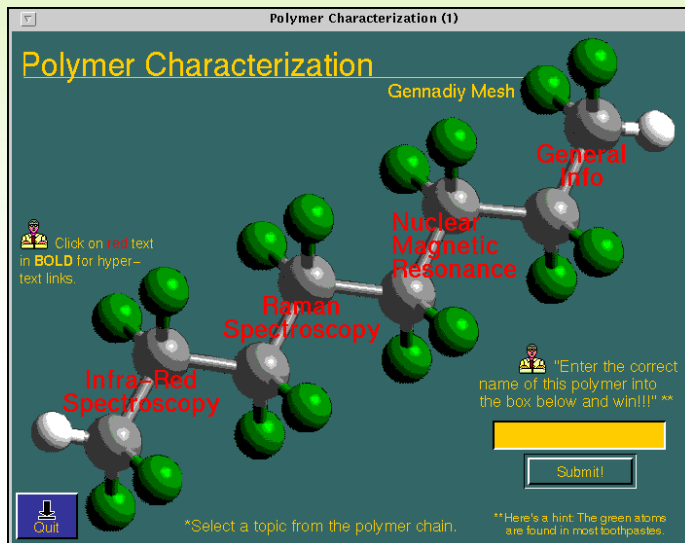 Polymer Characterization (1)
Polymer Characterization
Gennadiy Mesh
General
Info
Nuclear
Magnetic
Resonance
Click on red text
in BOLD for hyper-
text links.
Raman
Spectroscopy
Infra-Red
Spectroscopy
"Enter the correct
name of this polymer into
the box below and win!!!" **
Submit!
Quit
*Select a topic from the polymer chain.
**Here's a hint: The green atoms
are found in most toothpastes.